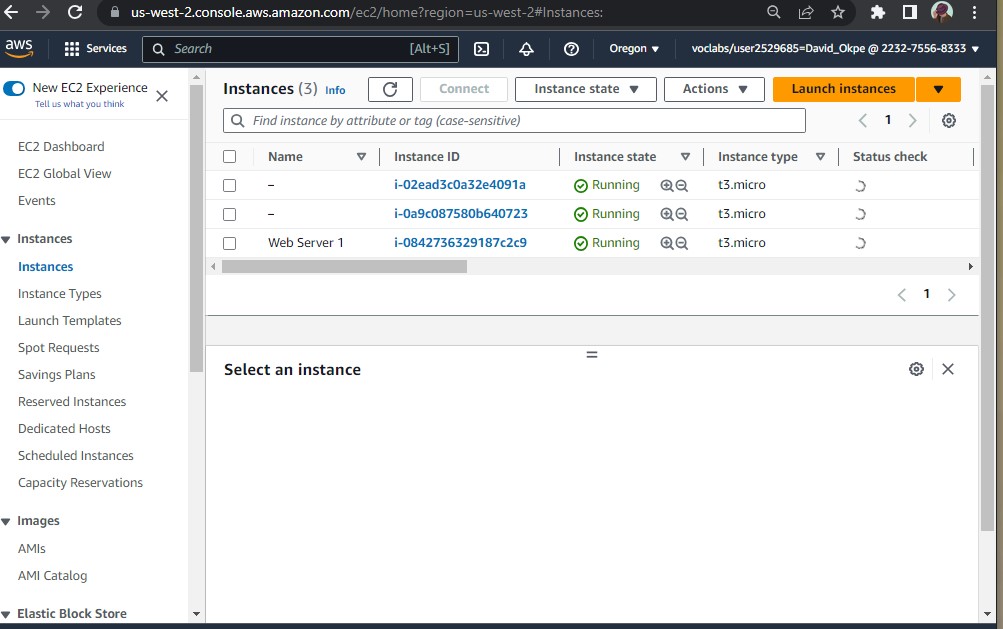 us-west-2.console.aws.amazon.com/ec2/home?region=us-west-2#Instances:
aws Services Search [Alt+S] Oregon voclabs/user2529685=David_Okpe @ 2232-7556-8333
New EC2 Experience
Tell us what you think
EC2 Dashboard
EC2 Global View
Events
Instances
Instances
Instance Types
Launch Templates
Spot Requests
Savings Plans
Reserved Instances
Dedicated Hosts
Scheduled Instances
Capacity Reservations
Images
AMIs
AMI Catalog
Elastic Block Store
Instances (3) Info Connect Instance state Actions Launch instances
Find instance by attribute or tag (case-sensitive) 1
Name Instance ID Instance state Instance type Status check
– i-02ead3c0a32e4091a Running t3.micro
– i-0a9c087580b640723 Running t3.micro
Web Server 1 i-0842736329187c2c9 Running t3.micro
1
Select an instance